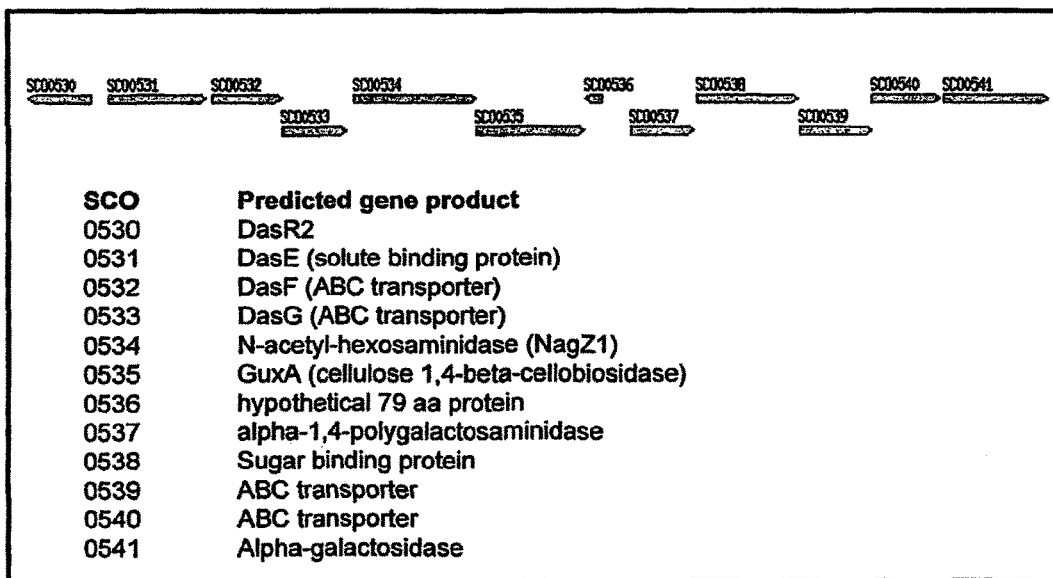 SCO0530 SCO0531 SCO0532 SCO0534 SCO0536 SCO0538 SCO0540 SCO0541
SCO0533 SCO0535 SCO0537 SCO0539
SCO Predicted gene product
0530 DasR2
0531 DasE (solute binding protein)
0532 DasF (ABC transporter)
0533 DasG (ABC transporter)
0534 N-acetyl-hexosaminidase (NagZ1)
0535 GuxA (cellulose 1,4-beta-cellobiosidase)
0536 hypothetical 79 aa protein
0537 alpha-1,4-polygalactosaminidase
0538 Sugar binding protein
0539 ABC transporter
0540 ABC transporter
0541 Alpha-galactosidase